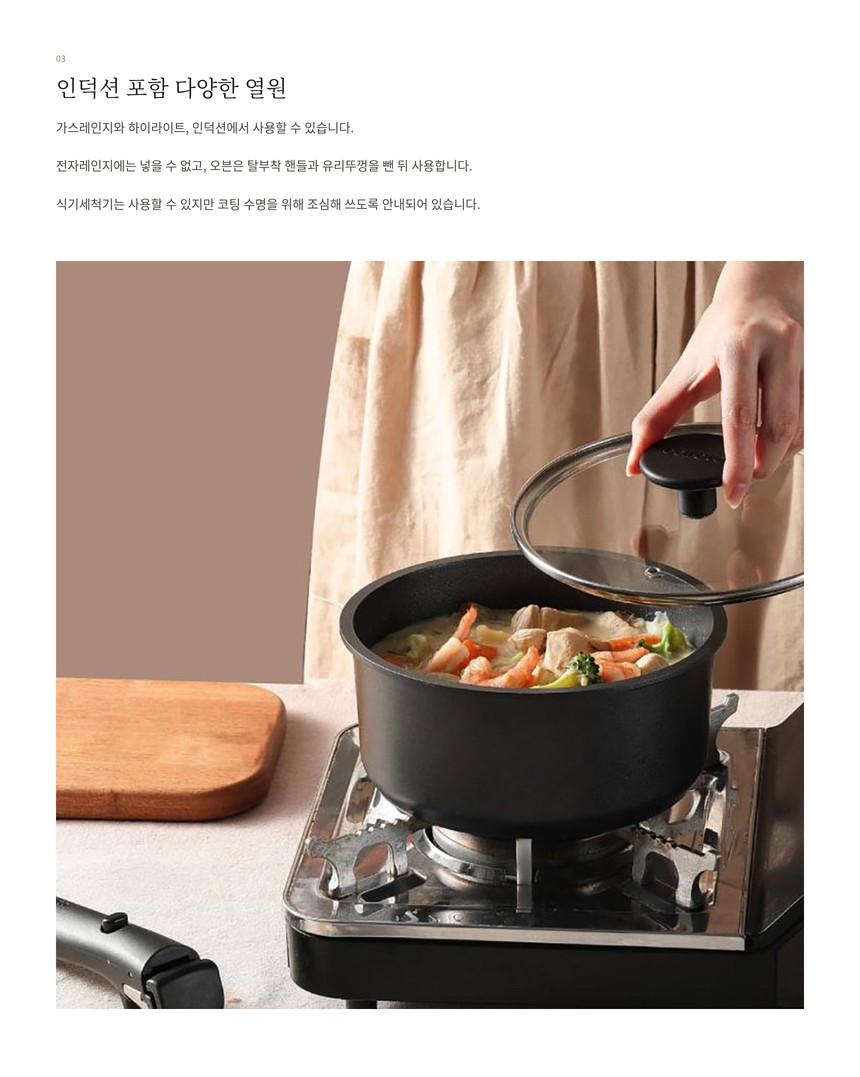 03
인덕션 포함 다양한 열원
가스레인지와 하이라이트, 인덕션에서 사용할 수 있습니다.
전자레인지에는 넣을 수 없고, 오븐은 탈부착 핸들과 유리뚜껑을 뺀 뒤 사용합니다.
식기세척기는 사용할 수 있지만 코팅 수명을 위해 조심해 쓰도록 안내되어 있습니다.